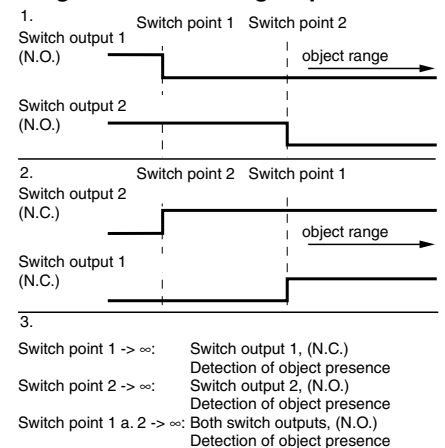 1.
Switch point 1 Switch point 2
Switch output 1
(N.O.)
object range
Switch output 2
(N.O.)
2.
Switch point 2 Switch point 1
Switch output 2
(N.C.)
object range
Switch output 1
(N.C.)
3.
Switch point 1 -> ∞: Switch output 1, (N.C.)
Detection of object presence
Switch point 2 -> ∞: Switch output 2, (N.O.)
Detection of object presence
Switch point 1 a. 2 -> ∞: Both switch outputs, (N.O.)
Detection of object presence